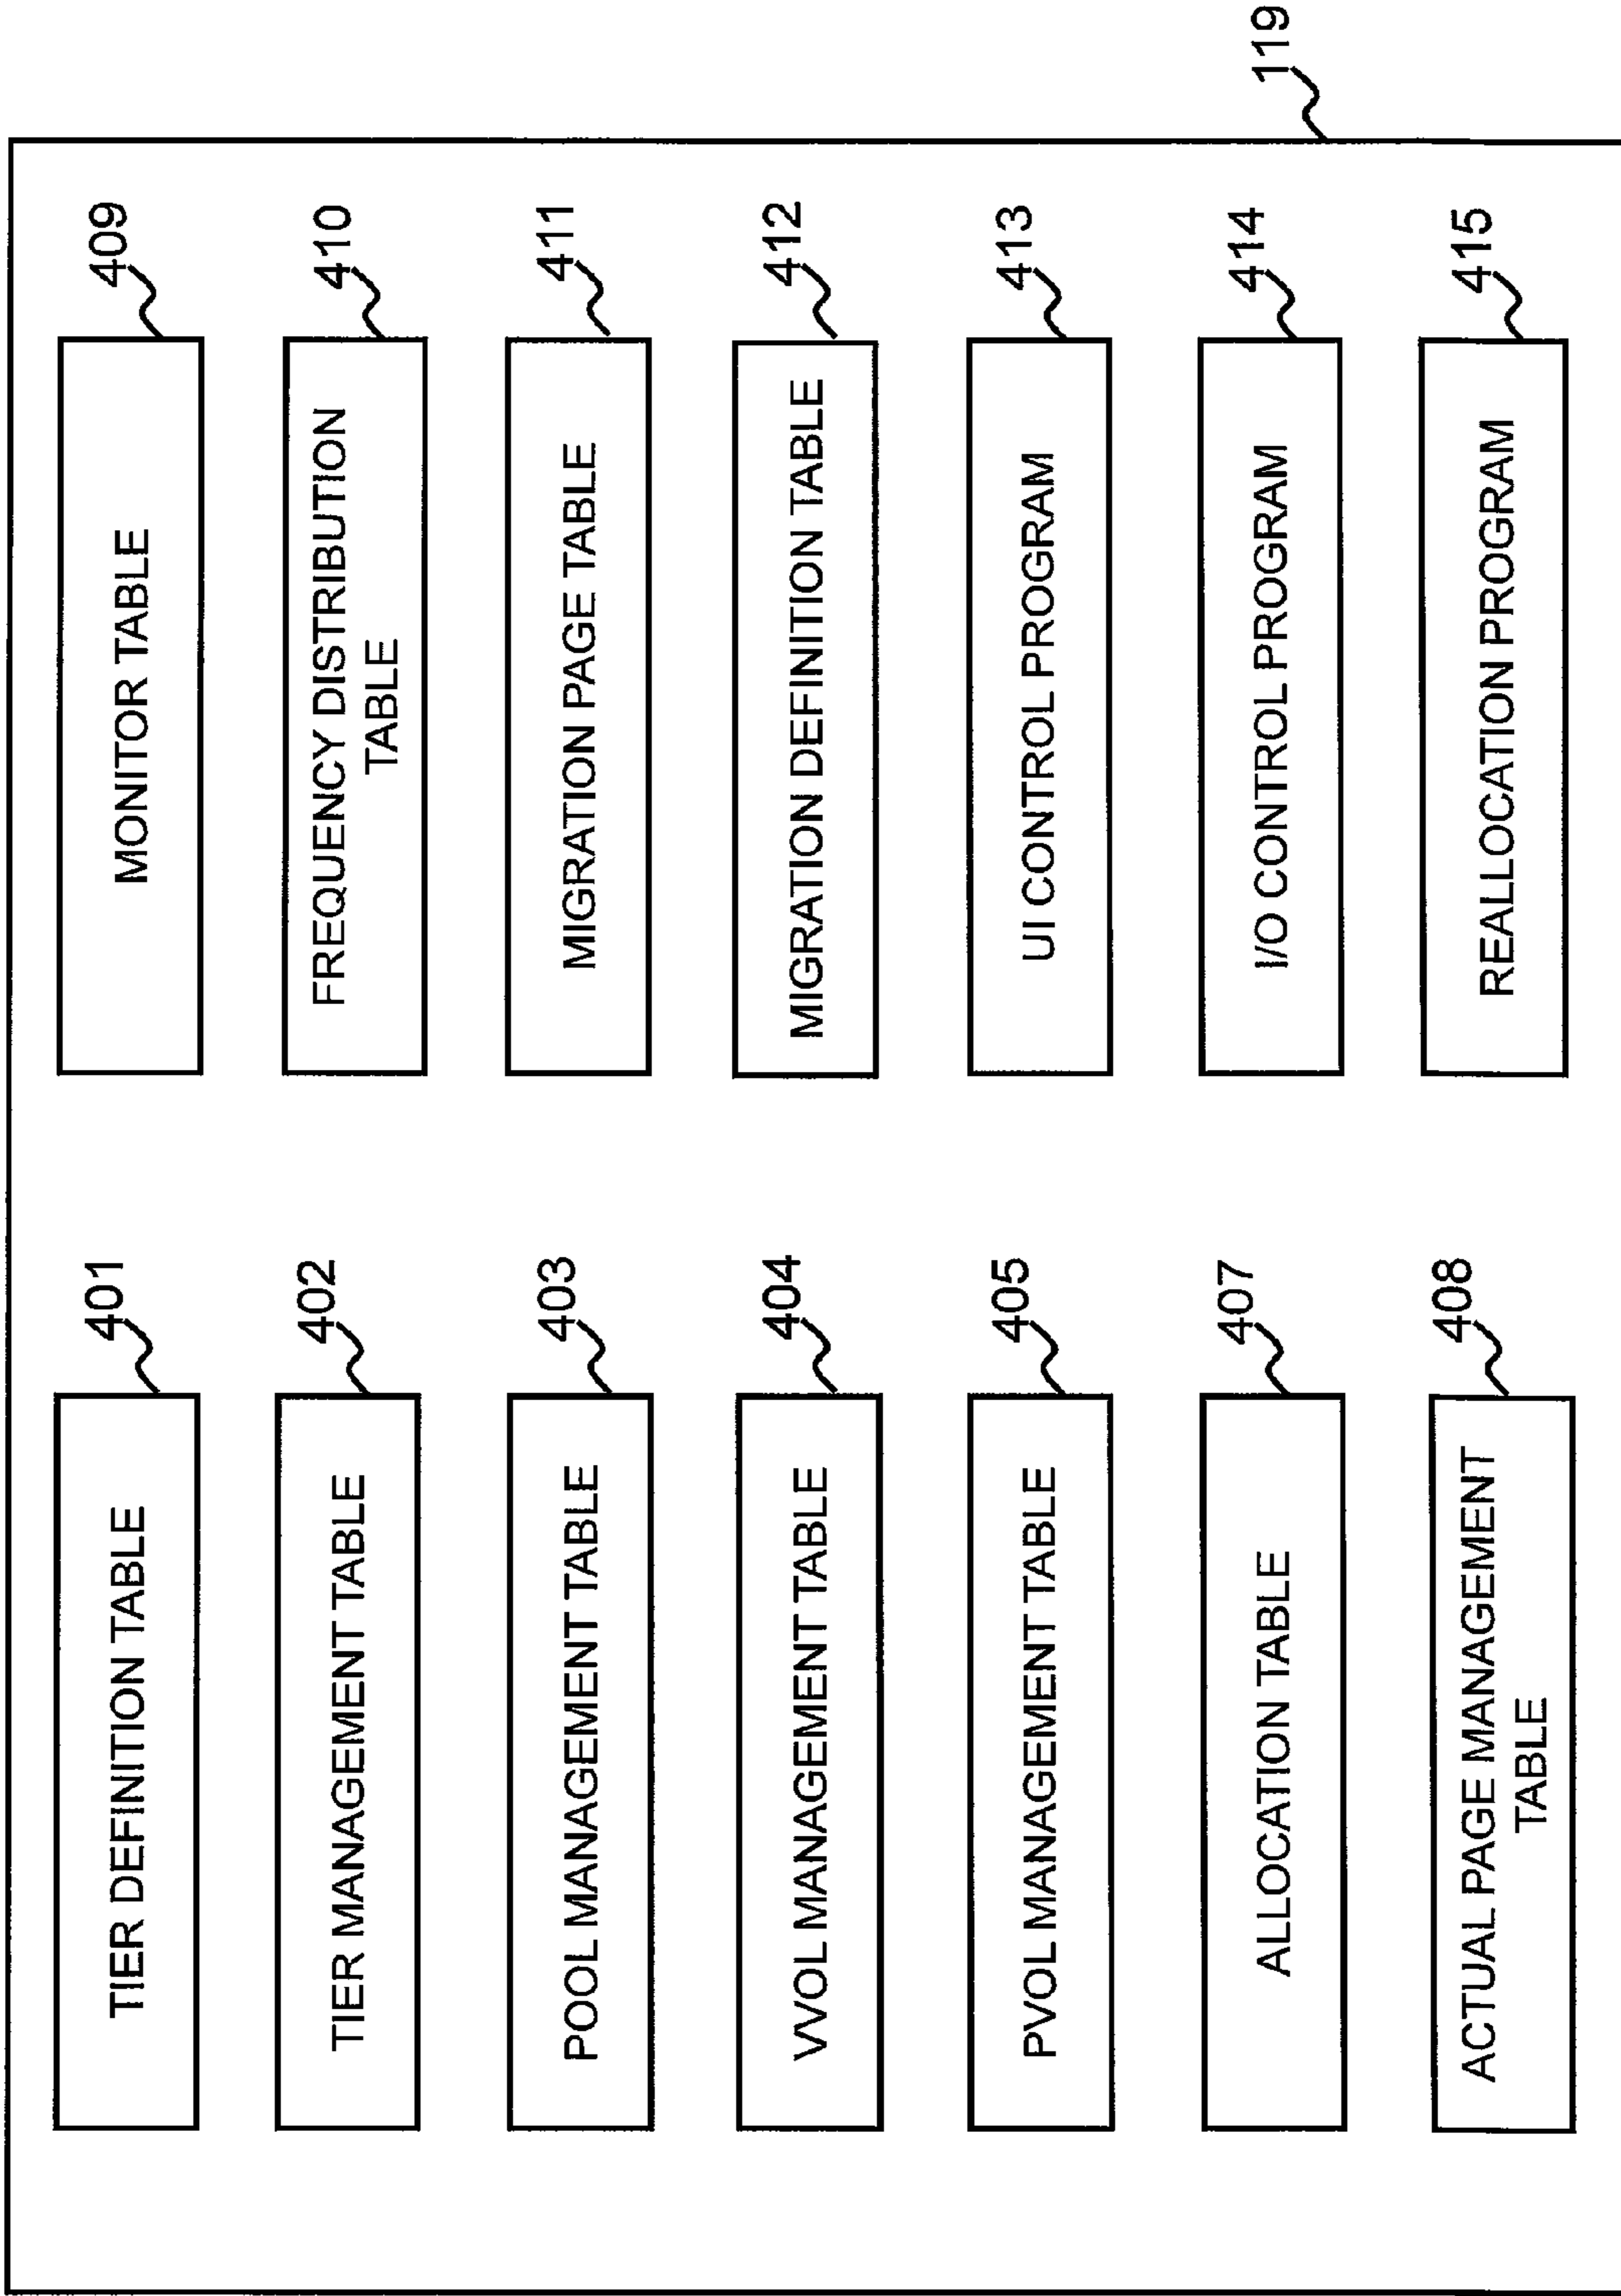 TIER DEFINITION TABLE
401
TIER MANAGEMENT TABLE
402
POOL MANAGEMENT TABLE
403
VVOL MANAGEMENT TABLE
404
PVOL MANAGEMENT TABLE
405
ALLOCATION TABLE
407
ACTUAL PAGE MANAGEMENT
TABLE
408
MONITOR TABLE
409
FREQUENCY DISTRIBUTION
TABLE
410
MIGRATION PAGE TABLE
411
MIGRATION DEFINITION TABLE
412
UI CONTROL PROGRAM
413
I/O CONTROL PROGRAM
414
REALLOCATION PROGRAM
415
119